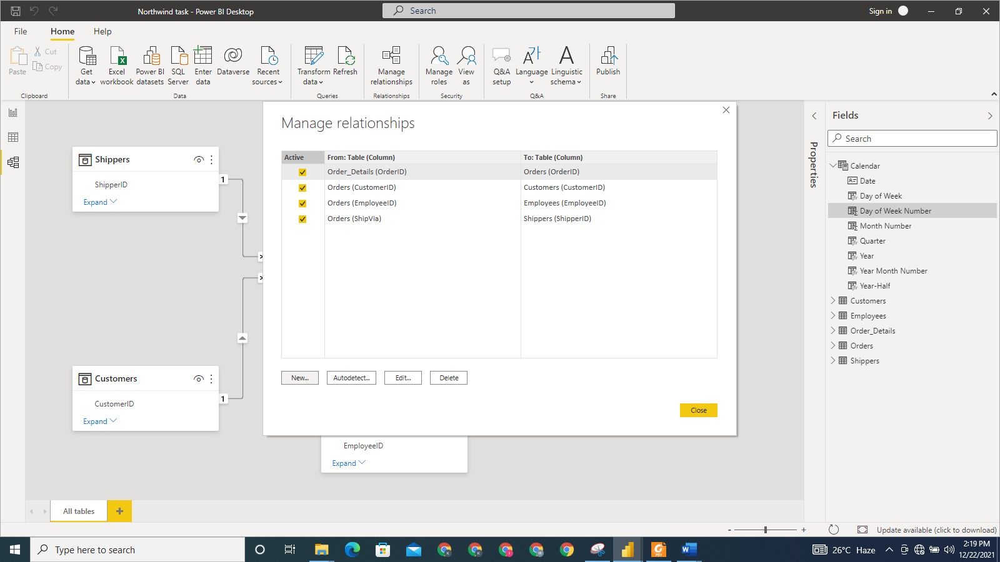 Northwind task - Power BI Desktop
Search
Sign in
File Home Help
Paste
Cut
Copy
Clipboard
Get data
Excel workbook
Power BI datasets
SQL Server
Enter data
Dataverse
Recent sources
Data
Transform data
Refresh
Queries
Manage relationships
Relationships
Manage roles
View as
Security
Q&A setup
Language
Linguistic schema
Q&A
Publish
Share
Shippers
ShipperID
Expand
1
Customers
CustomerID
Expand
1
Manage relationships
Active From: Table (Column) To: Table (Column)
Order_Details (OrderID) Orders (OrderID)
Orders (CustomerID) Customers (CustomerID)
Orders (EmployeeID) Employees (EmployeeID)
Orders (ShipVia) Shippers (ShipperID)
New... Autodetect... Edit... Delete
Close
EmployeeID
Expand
Properties
Fields
Search
Calendar
Date
Day of Week
Day of Week Number
Month Number
Quarter
Year
Year Month Number
Year-Half
Customers
Employees
Order_Details
Orders
Shippers
All tables +
- +
Update available (click to download)
Type here to search
26°C Haze
2:19 PM
12/22/2021